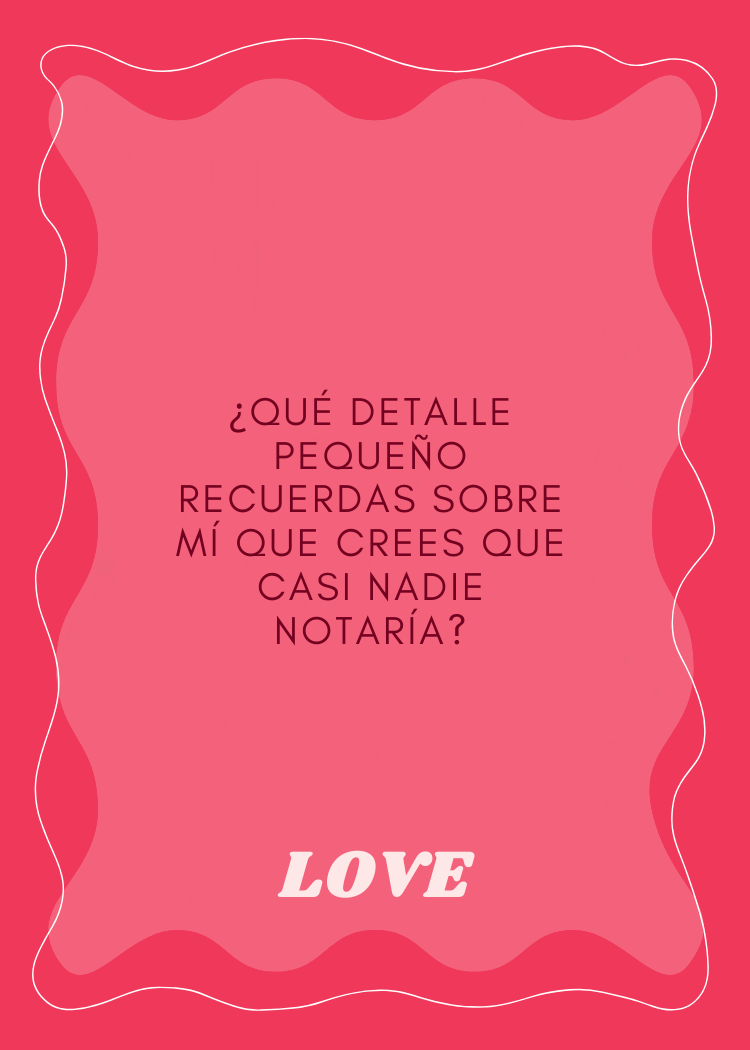 ¿QUÉ DETALLE
PEQUEÑO
RECUERDAS SOBRE
MÍ QUE CREES QUE
CASI NADIE
NOTARÍA?
LOVE